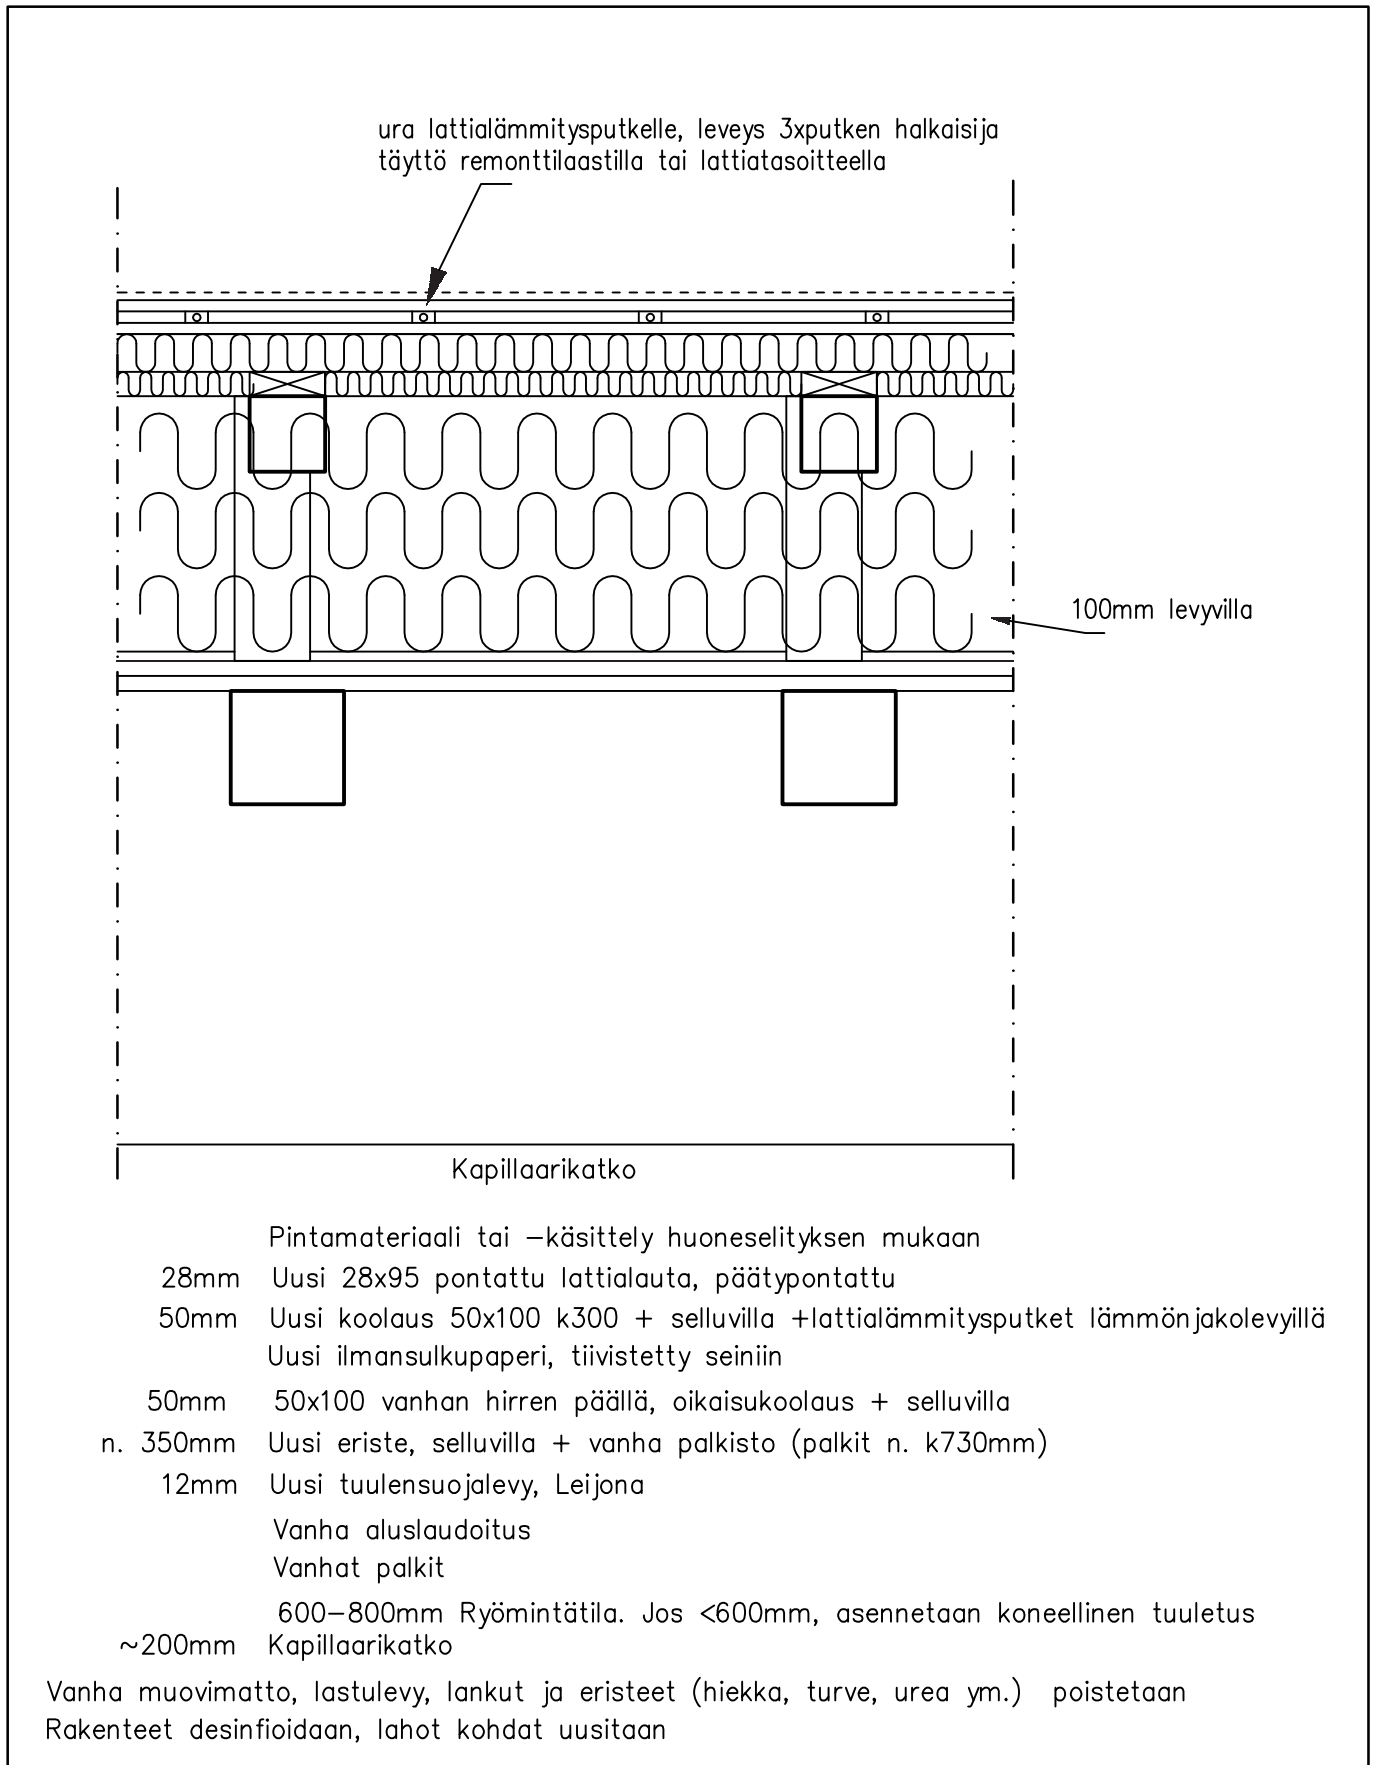 ura lattialämmitysputkelle, leveys 3xputken halkaisija
täyttö remonttilaastilla tai lattiatasoitteella
100mm levyvilla
Kapillaarikatko
Pintamateriaali tai -käsittely huoneselityksen mukaan
28mm Uusi 28x95 pontattu lattialauta, päätypontattu
50mm Uusi koolaus 50x100 k300 + selluvilla +lattialämmitysputket lämmönjakolevyillä
Uusi ilmansulkupaperi, tiivistetty seiniin
50mm 50x100 vanhan hirren päällä, oikaisukoolaus + selluvilla
n. 350mm Uusi eriste, selluvilla + vanha palkisto (palkit n. k730mm)
12mm Uusi tuulensuojalevy, Leijona
Vanha aluslaudoitus
Vanhat palkit
600-800mm Ryömintätila. Jos <600mm, asennetaan koneellinen tuuletus
~200mm Kapillaarikatko
Vanha muovimatto, lastulevy, lankut ja eristeet (hiekka, turve, urea ym.) poistetaan
Rakenteet desinfioidaan, lahot kohdat uusitaan